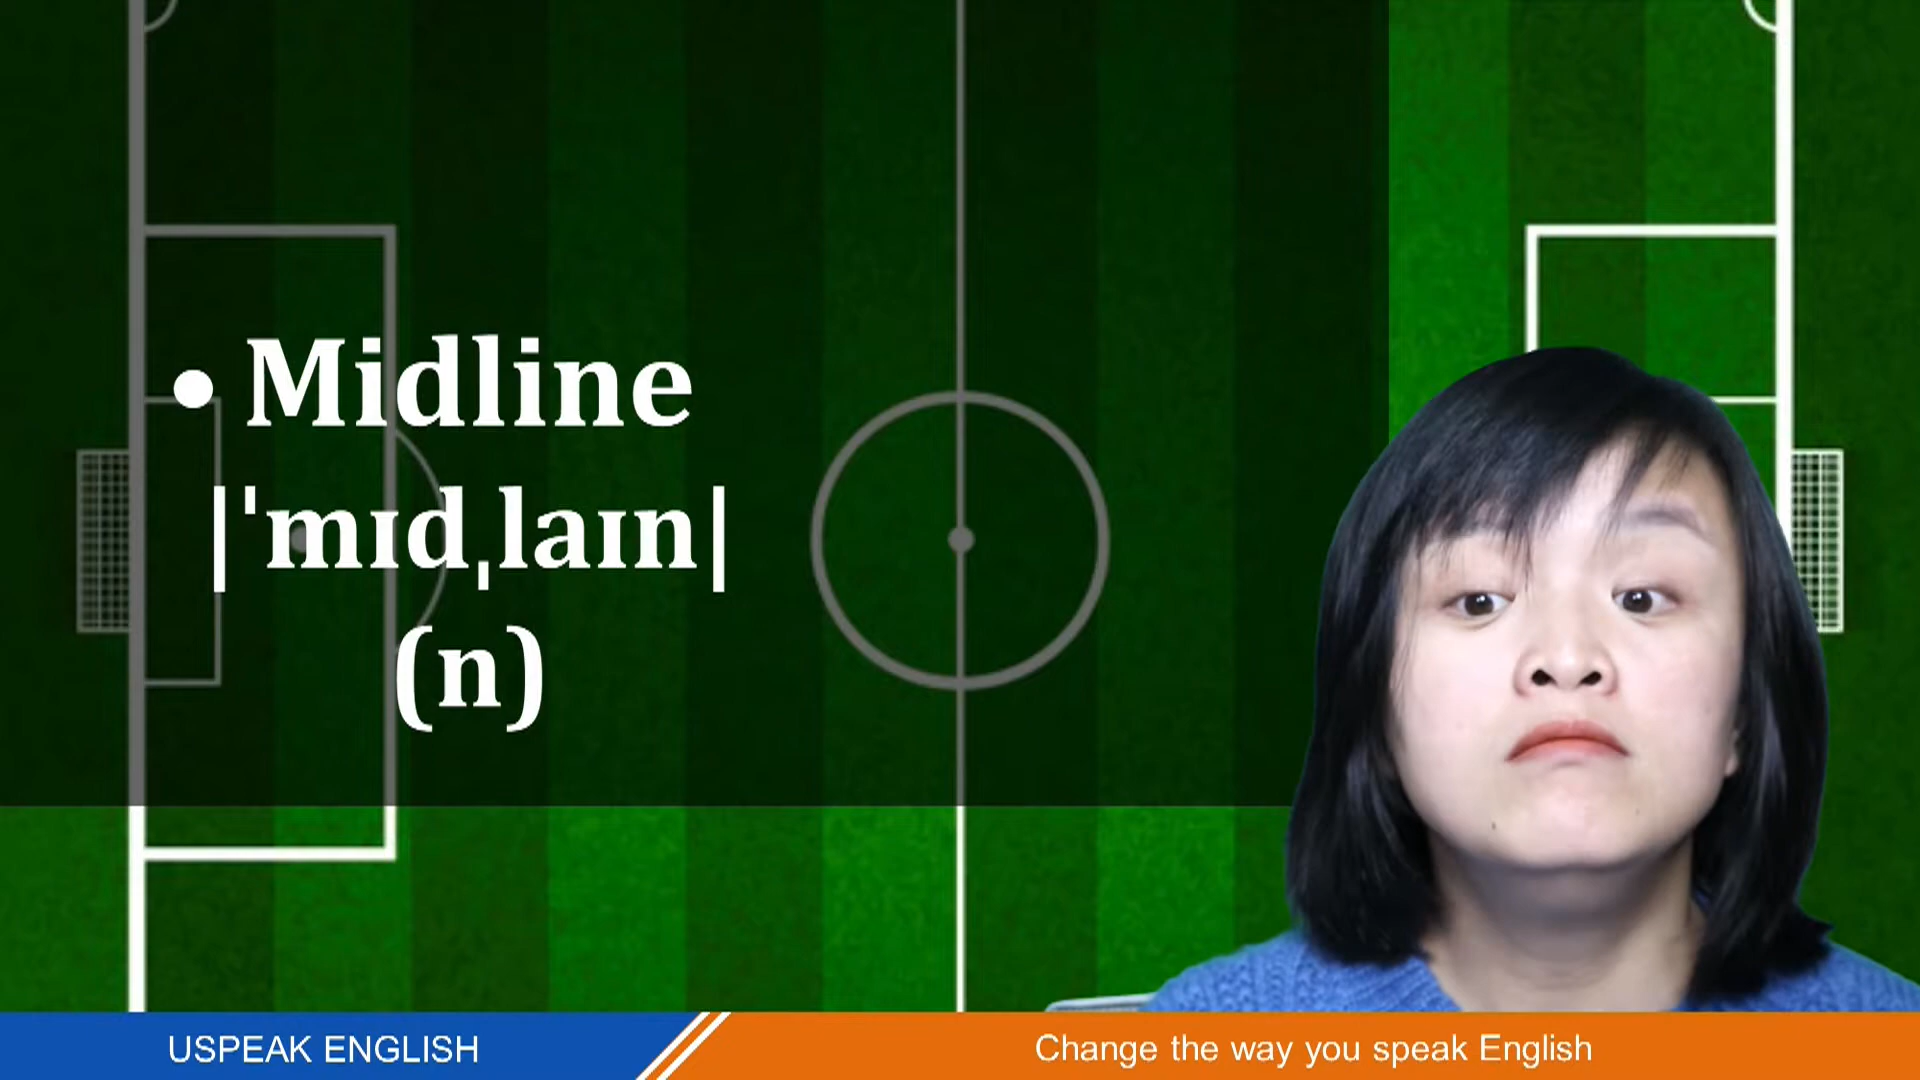 • Midline
|ˈmɪdˌlaɪn|
(n)
USPEAK ENGLISH
Change the way you speak English